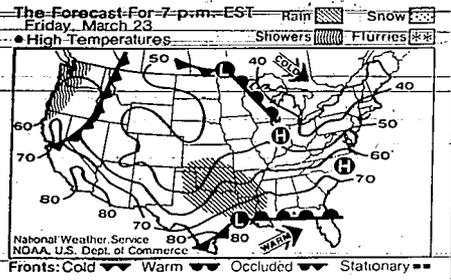 The Forecast For 7 p.m. EST
Friday, March 23
• High Temperatures
Rain Snow
Showers Flurries
50 L 40 COLD 40
50
60 H 60
70 H 70
80 80 70 L 80 WARM 80
National Weather Service
NOAA, U.S. Dept. of Commerce
Fronts: Cold Warm Occluded Stationary